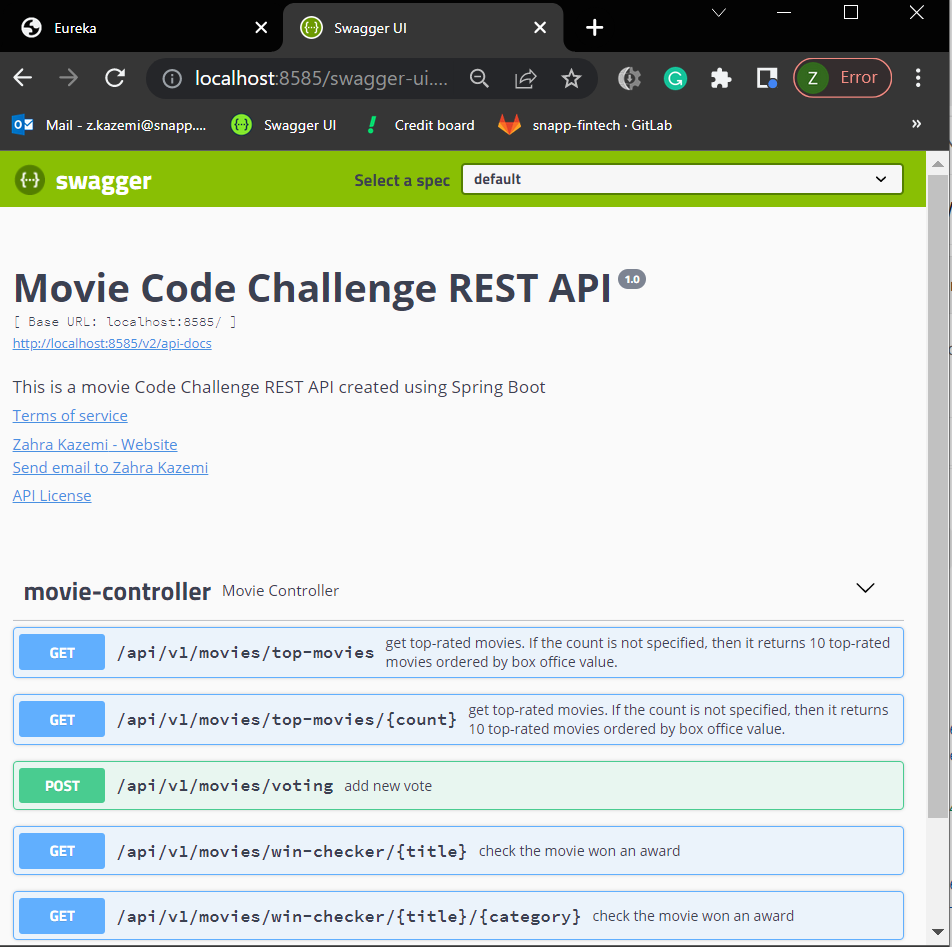 Eureka
Swagger UI
localhost:8585/swagger-ui....
Z Error
Mail - z.kazemi@snapp....
Swagger UI
Credit board
snapp-fintech · GitLab
»
{···} swagger
Select a spec
default
Movie Code Challenge REST API 1.0
[ Base URL: localhost:8585/ ]
http://localhost:8585/v2/api-docs
This is a movie Code Challenge REST API created using Spring Boot
Terms of service
Zahra Kazemi - Website
Send email to Zahra Kazemi
API License
movie-controller Movie Controller
GET /api/v1/movies/top-movies get top-rated movies. If the count is not specified, then it returns 10 top-rated
movies ordered by box office value.
GET /api/v1/movies/top-movies/{count} get top-rated movies. If the count is not specified, then it returns
10 top-rated movies ordered by box office value.
POST /api/v1/movies/voting add new vote
GET /api/v1/movies/win-checker/{title} check the movie won an award
GET /api/v1/movies/win-checker/{title}/{category} check the movie won an award